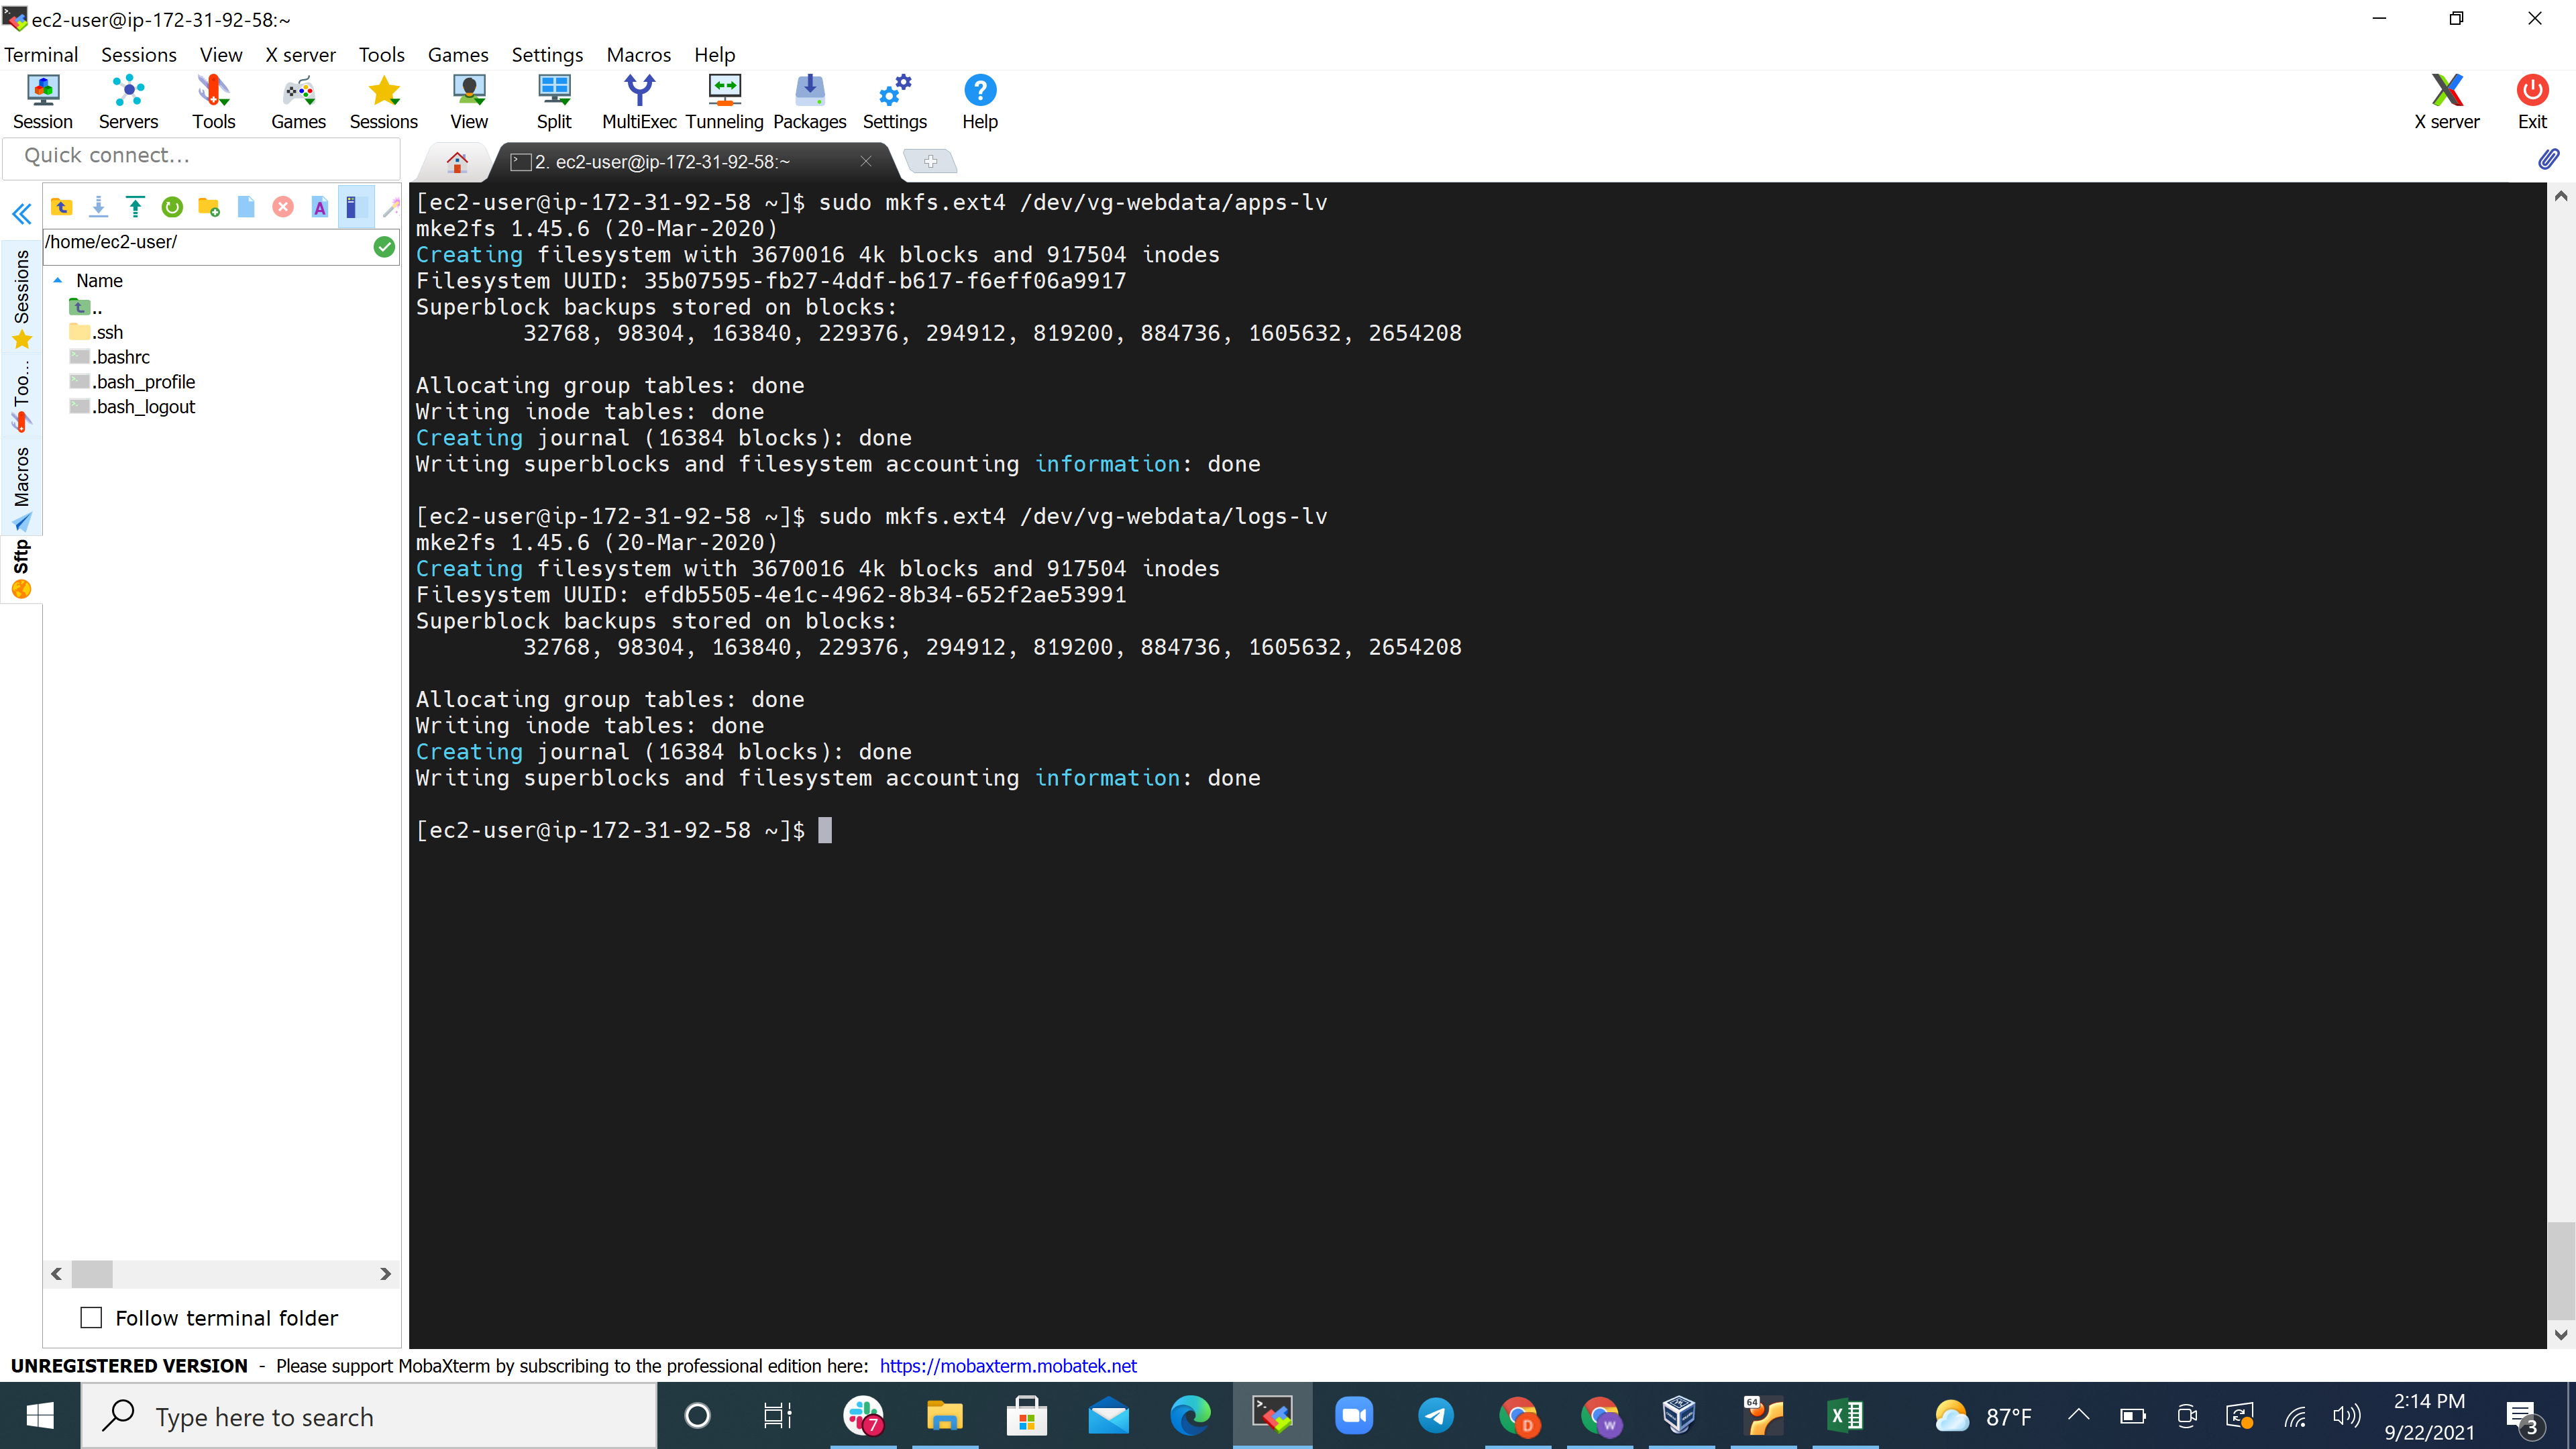 ec2-user@ip-172-31-92-58:~
Terminal Sessions View X server Tools Games Settings Macros Help
Session Servers Tools Games Sessions View Split MultiExec Tunneling Packages Settings Help X server Exit
Quick connect...
2. ec2-user@ip-172-31-92-58:~
/home/ec2-user/
Name
..
.ssh
.bashrc
.bash_profile
.bash_logout
Sessions
Too...
Macros
Sftp
[ec2-user@ip-172-31-92-58 ~]$ sudo mkfs.ext4 /dev/vg-webdata/apps-lv
mke2fs 1.45.6 (20-Mar-2020)
Creating filesystem with 3670016 4k blocks and 917504 inodes
Filesystem UUID: 35b07595-fb27-4ddf-b617-f6eff06a9917
Superblock backups stored on blocks:
32768, 98304, 163840, 229376, 294912, 819200, 884736, 1605632, 2654208
Allocating group tables: done
Writing inode tables: done
Creating journal (16384 blocks): done
Writing superblocks and filesystem accounting information: done
[ec2-user@ip-172-31-92-58 ~]$ sudo mkfs.ext4 /dev/vg-webdata/logs-lv
mke2fs 1.45.6 (20-Mar-2020)
Creating filesystem with 3670016 4k blocks and 917504 inodes
Filesystem UUID: efdb5505-4e1c-4962-8b34-652f2ae53991
Superblock backups stored on blocks:
32768, 98304, 163840, 229376, 294912, 819200, 884736, 1605632, 2654208
Allocating group tables: done
Writing inode tables: done
Creating journal (16384 blocks): done
Writing superblocks and filesystem accounting information: done
[ec2-user@ip-172-31-92-58 ~]$
Follow terminal folder
UNREGISTERED VERSION - Please support MobaXterm by subscribing to the professional edition here: https://mobaxterm.mobatek.net
Type here to search
7
D
W
64
87°F
2:14 PM
9/22/2021
3